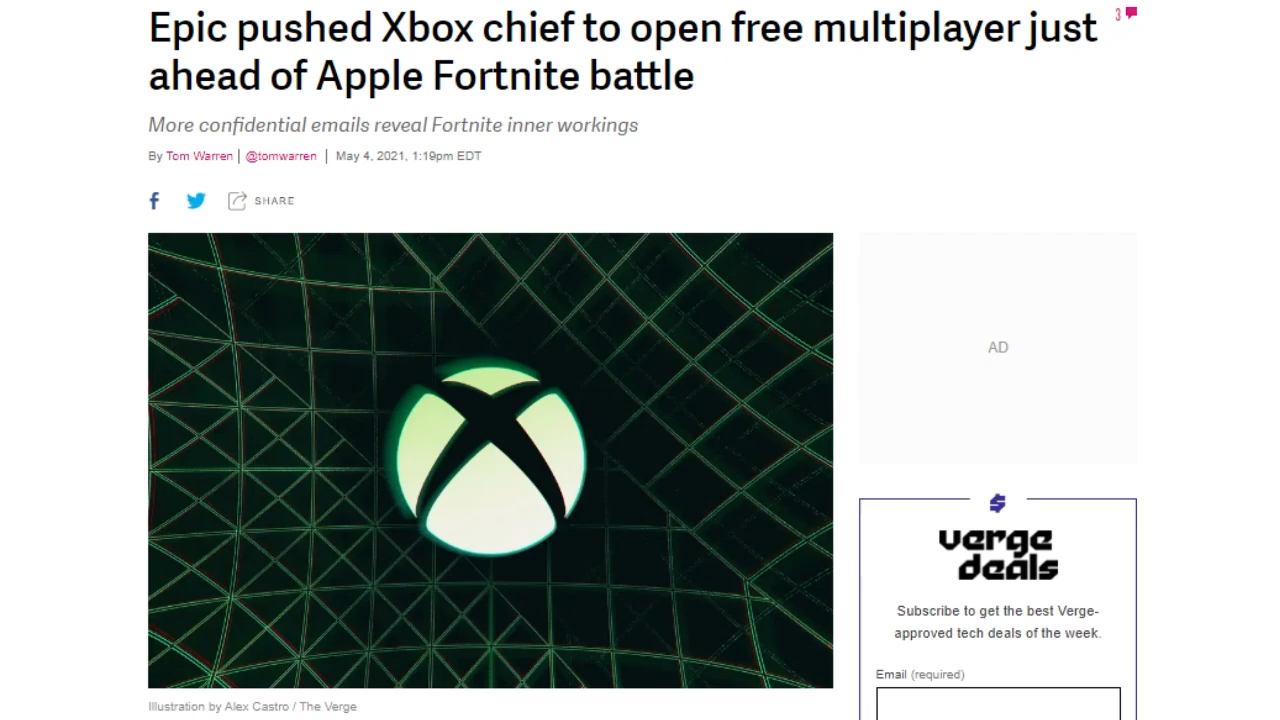 Epic pushed Xbox chief to open free multiplayer just
ahead of Apple Fortnite battle
3
More confidential emails reveal Fortnite inner workings
By Tom Warren | @tomwarren | May 4, 2021, 1:19pm EDT
SHARE
AD
verge
deals
Subscribe to get the best Verge-
approved tech deals of the week.
Email (required)
Illustration by Alex Castro / The Verge